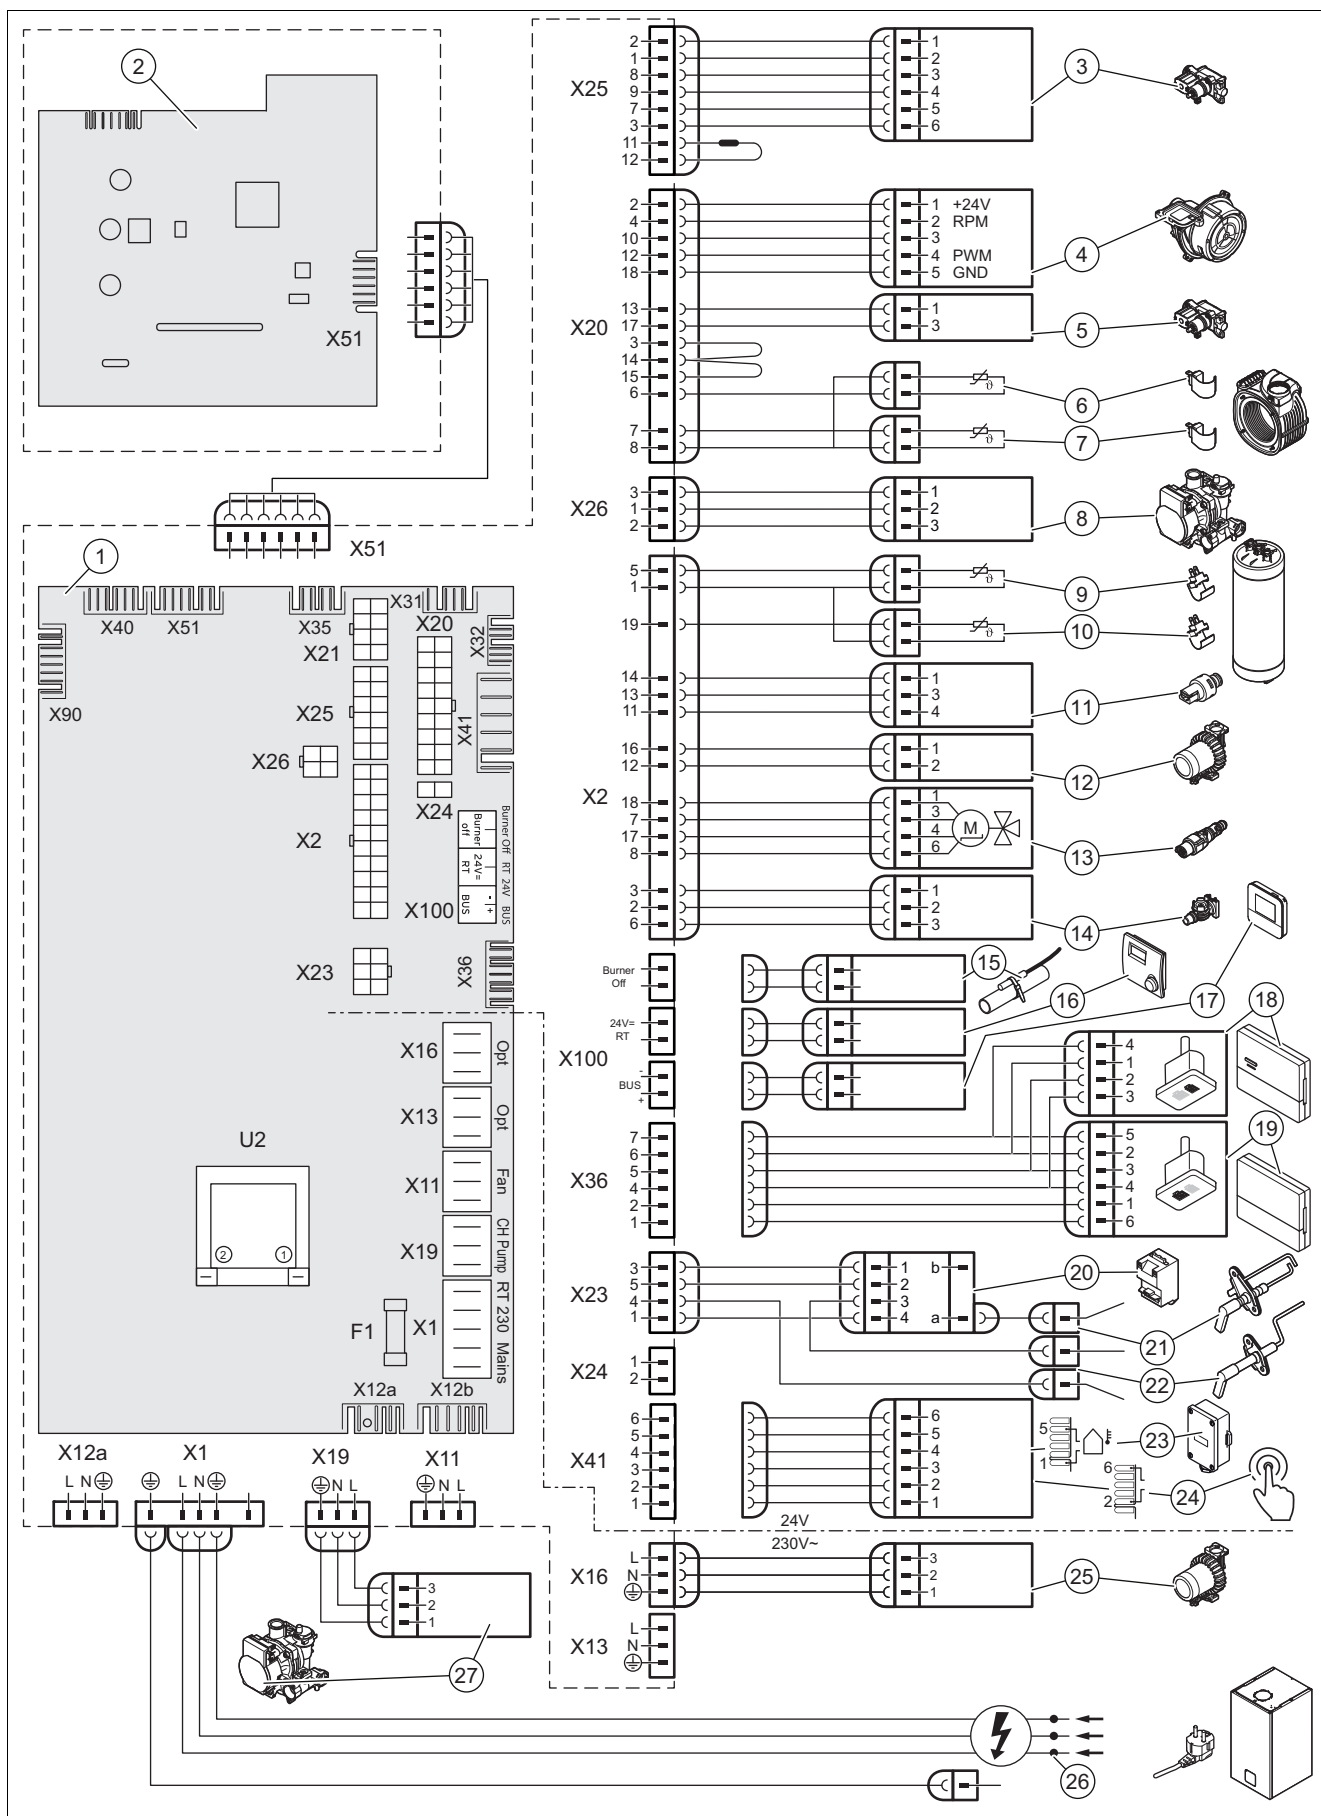 2
X51
X51
1
X40
X51
X35
X31
X20
X32
X21
X90
X25
X41
X26
X24
X2
Burner off
24V= RT
BUS
- +
Burner Off RT 24V BUS
X100
X23
X36
X16
Opt
X13
Opt
U2
X11
Fan
2
1
X19
CH Pump
F1
X1
RT 230 Mains
X12a
X12b
X12a
X1
X19
X11
L N
L N
N L
N L
3
2
1
27
X25
2
1
8
9
7
3
11
12
1
2
3
4
5
6
3
X20
2
4
10
12
18
13
17
3
14
15
6
7
8
1 +24V
2 RPM
3
4 PWM
5 GND
4
1
3
5
ϑ
6
ϑ
7
X26
3
1
2
1
2
3
8
X2
5
1
19
14
13
11
16
12
18
7
17
8
3
2
6
ϑ
9
ϑ
10
1
3
4
11
1
2
12
1
3
4
6
M
13
1
2
3
14
X100
Burner
Off
24V=
RT
-
BUS
+
15
16
17
18
4
1
2
3
X36
7
6
5
4
2
1
5
2
3
4
1
6
19
X23
3
5
4
1
1
2
3
4
b
a
20
21
22
X24
1
2
X41
6
5
4
3
2
1
6
5
4
3
2
1
5
1
23
6
2
24
24V
230V~
X16
L
N
3
2
1
25
X13
L
N
26